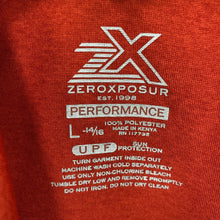 ZX
ZEROXPOSUR
EST. 1998
PERFORMANCE
L -14/16 100% POLYESTER
MADE IN KENYA
RN 117735
UPF SUN PROTECTION
TURN GARMENT INSIDE OUT
MACHINE WASH COLD SEPARATELY
USE ONLY NON-CHLORINE BLEACH
TUMBLE DRY LOW AND REMOVE PROMPTLY
DO NOT IRON. DO NOT DRY CLEAN